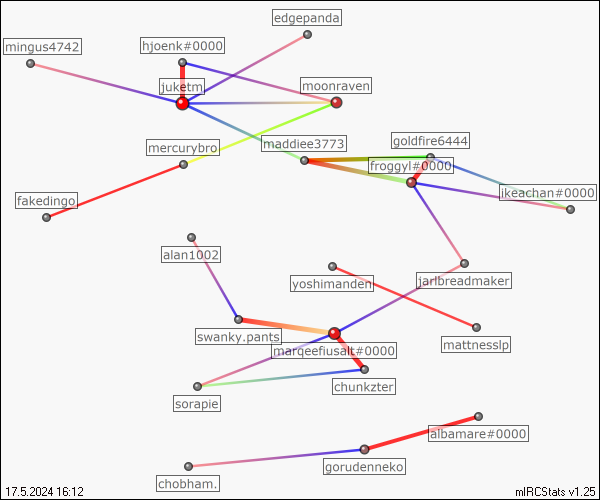 edgepanda
mingus4742
hjoenk#0000
juketm
moonraven
mercurybro
maddiee3773
goldfire6444
froggyl#0000
ikeachan#0000
fakedingo
alan1002
yoshimanden
jarlbreadmaker
swanky.pants
marqeefiusalt#0000
mattnesslp
chunkzter
sorapie
albamare#0000
gorudenneko
chobham.
17.5.2024 16:12
mIRCStats v1.25